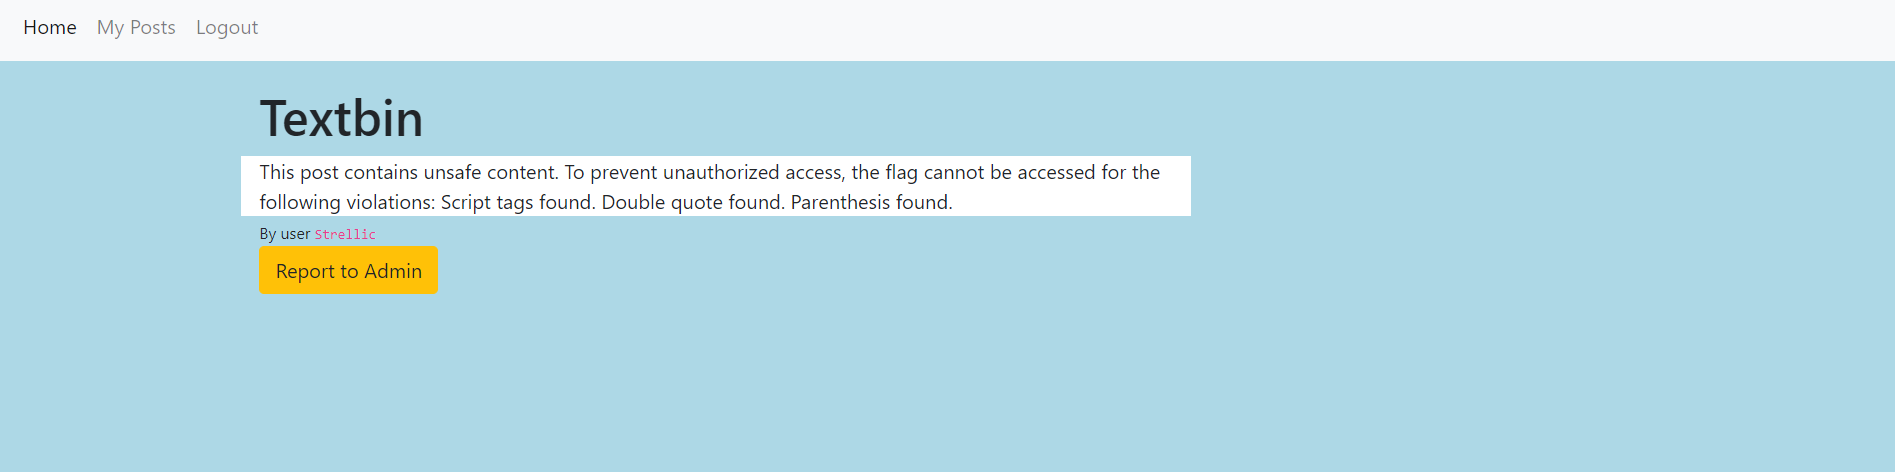 Home My Posts Logout
Textbin
This post contains unsafe content. To prevent unauthorized access, the flag cannot be accessed for the
following violations: Script tags found. Double quote found. Parenthesis found.
By user Strellic
Report to Admin